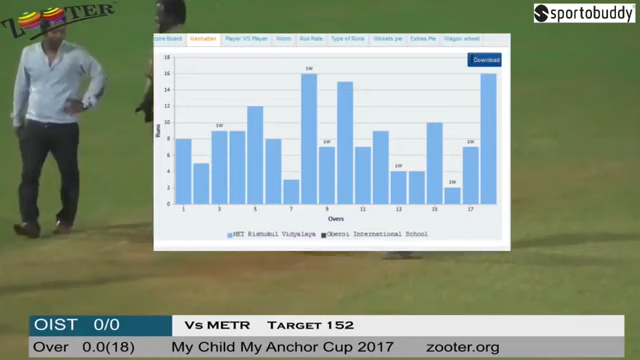 ZOOTER
sportobuddy
Manhattan Player VS Player Worm Run Rate Type of Runs Wickets pie Extras Pie Wagon wheel
Download
18
16
14
12
10
8
6
4
2
0
Runs
1W
1W
1W
1W
1W
1W
1 3 5 7 9 11 13 15 17
Overs
MET Rishukul Vidyalaya Oberoi International School
OIST 0/0 Vs METR TARGET 152
Over 0.0(18) My Child My Anchor Cup 2017 zooter.org